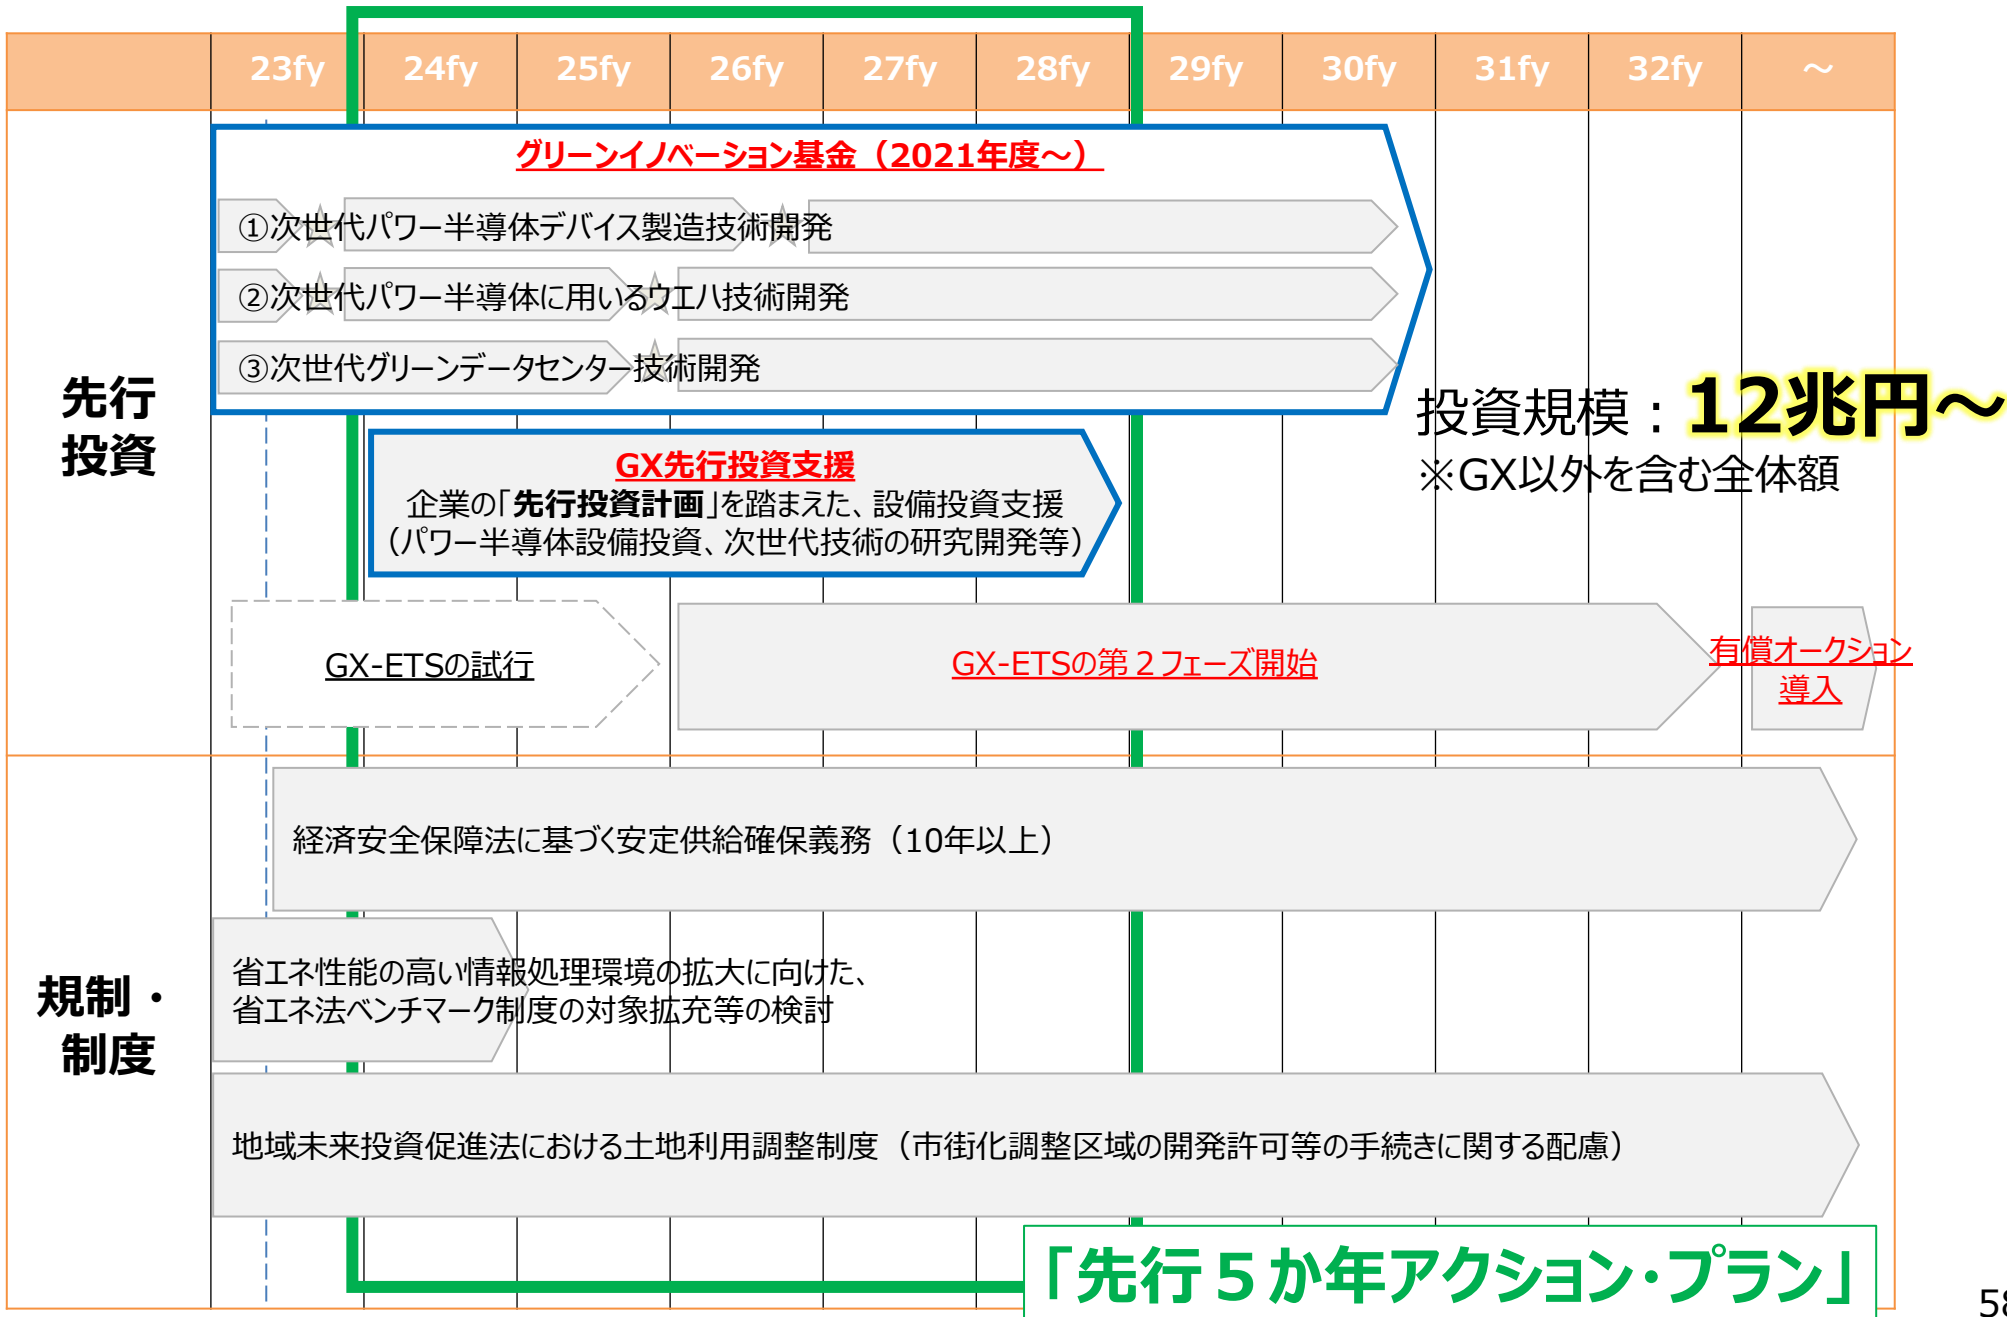 23fy 24fy 25fy 26fy 27fy 28fy 29fy 30fy 31fy 32fy ～
先行
投資
グリーンイノベーション基金（2021年度～）
①次世代パワー半導体デバイス製造技術開発
②次世代パワー半導体に用いるウエハ技術開発
③次世代グリーンデータセンター技術開発
投資規模：12兆円～
※GX以外を含む全体額
GX先行投資支援
企業の「先行投資計画」を踏まえた、設備投資支援
（パワー半導体設備投資、次世代技術の研究開発等）
GX-ETSの試行
GX-ETSの第２フェーズ開始
有償オークション
導入
規制・
制度
経済安全保障法に基づく安定供給確保義務（10年以上）
省エネ性能の高い情報処理環境の拡大に向けた、
省エネ法ベンチマーク制度の対象拡充等の検討
地域未来投資促進法における土地利用調整制度（市街化調整区域の開発許可等の手続きに関する配慮）
「先行５か年アクション・プラン」
58